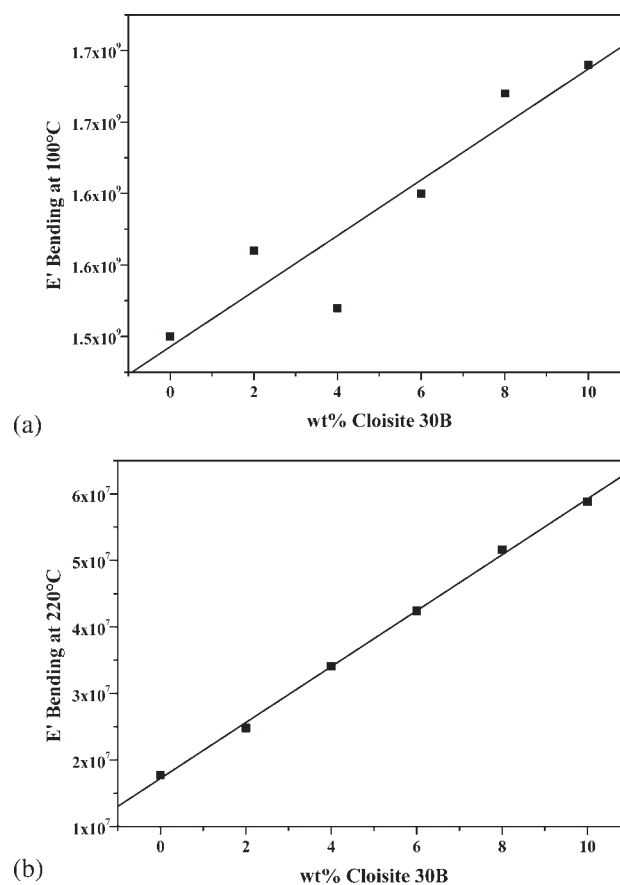 E' Bending at 100°C
1.7x10⁹
1.7x10⁹
1.6x10⁹
1.6x10⁹
1.5x10⁹
0 2 4 6 8 10
wt% Cloisite 30B
(a)
E' Bending at 220°C
6x10⁷
5x10⁷
4x10⁷
3x10⁷
2x10⁷
1x10⁷
0 2 4 6 8 10
wt% Cloisite 30B
(b)